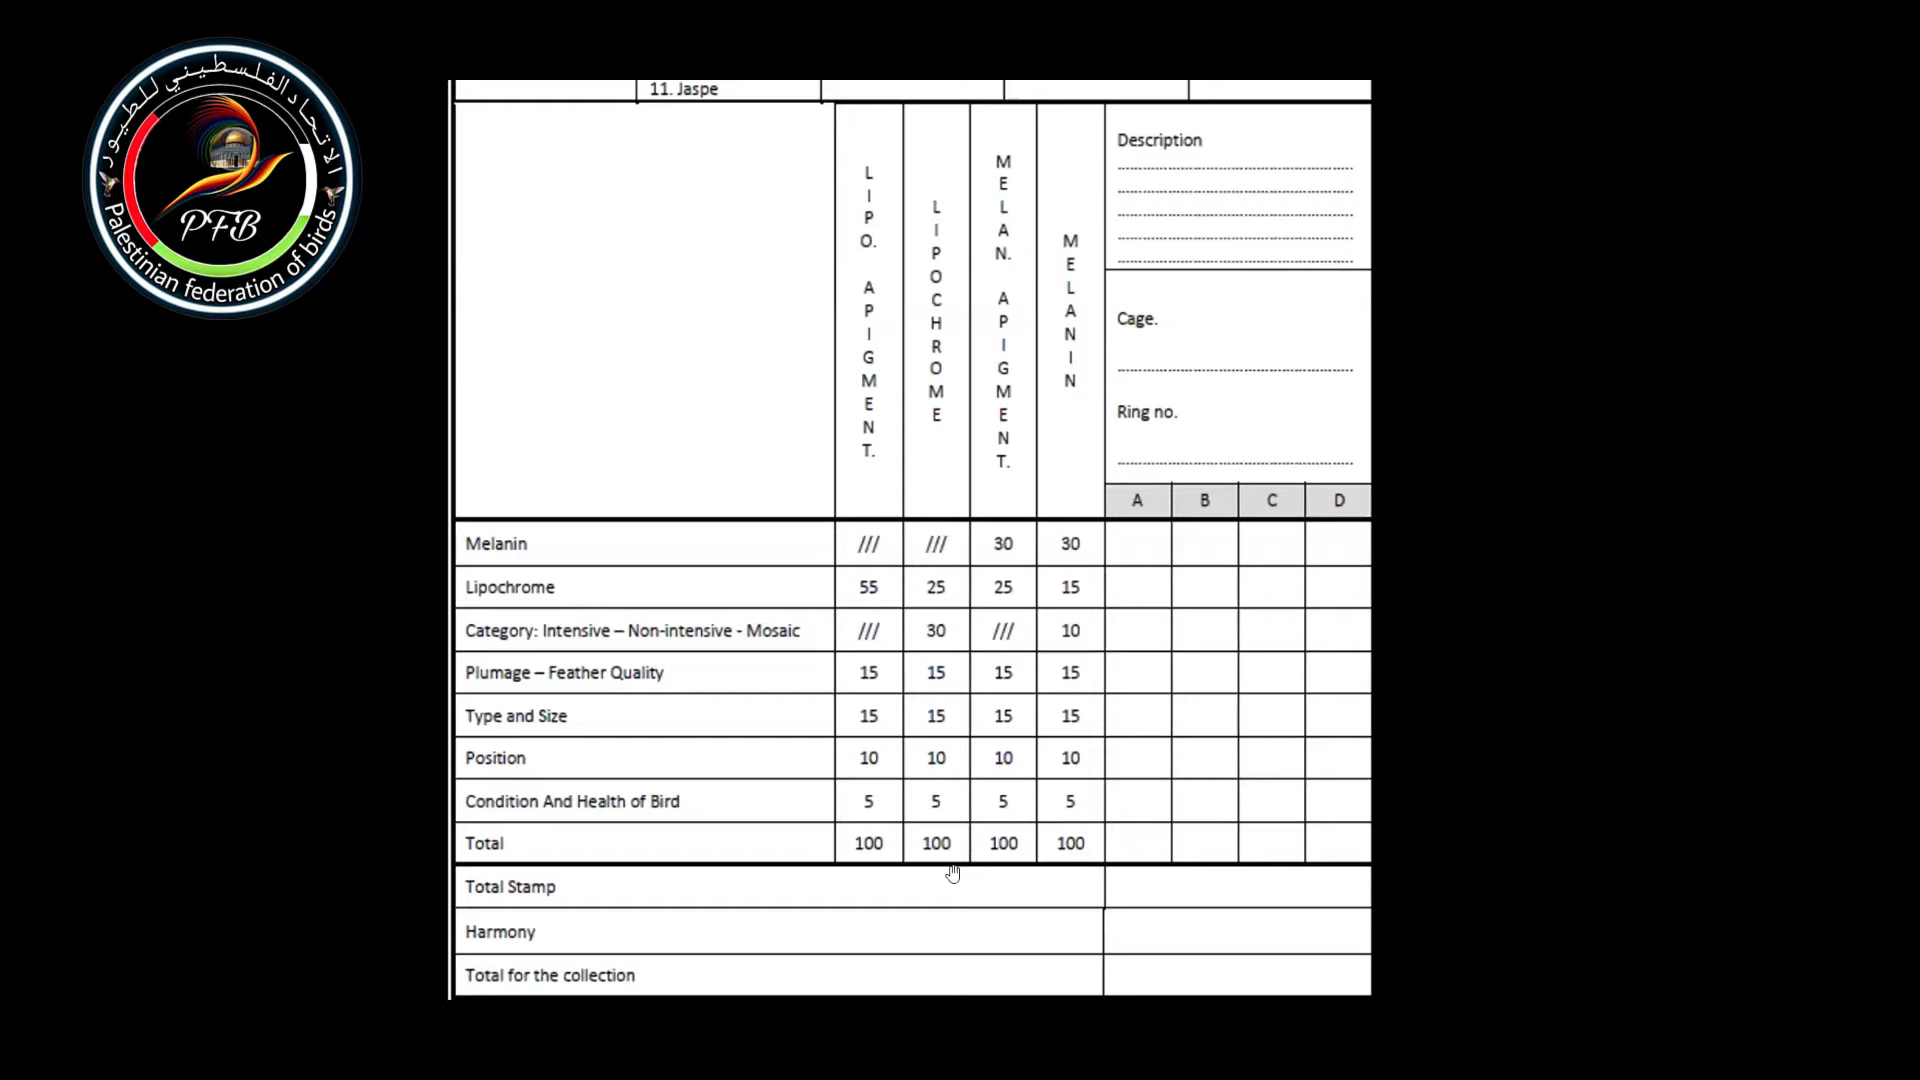 الاتحاد الفلسطيني للطيور
PFB
Palestinian federation of birds
11. Jaspe
LIPO. APIGMENT.
LIPOCHROME
MELAN. APIGMENT.
MELANIN
Description
Cage.
Ring no.
A B C D
Melanin /// /// 30 30
Lipochrome 55 25 25 15
Category: Intensive – Non-intensive - Mosaic /// 30 /// 10
Plumage – Feather Quality 15 15 15 15
Type and Size 15 15 15 15
Position 10 10 10 10
Condition And Health of Bird 5 5 5 5
Total 100 100 100 100
Total Stamp
Harmony
Total for the collection